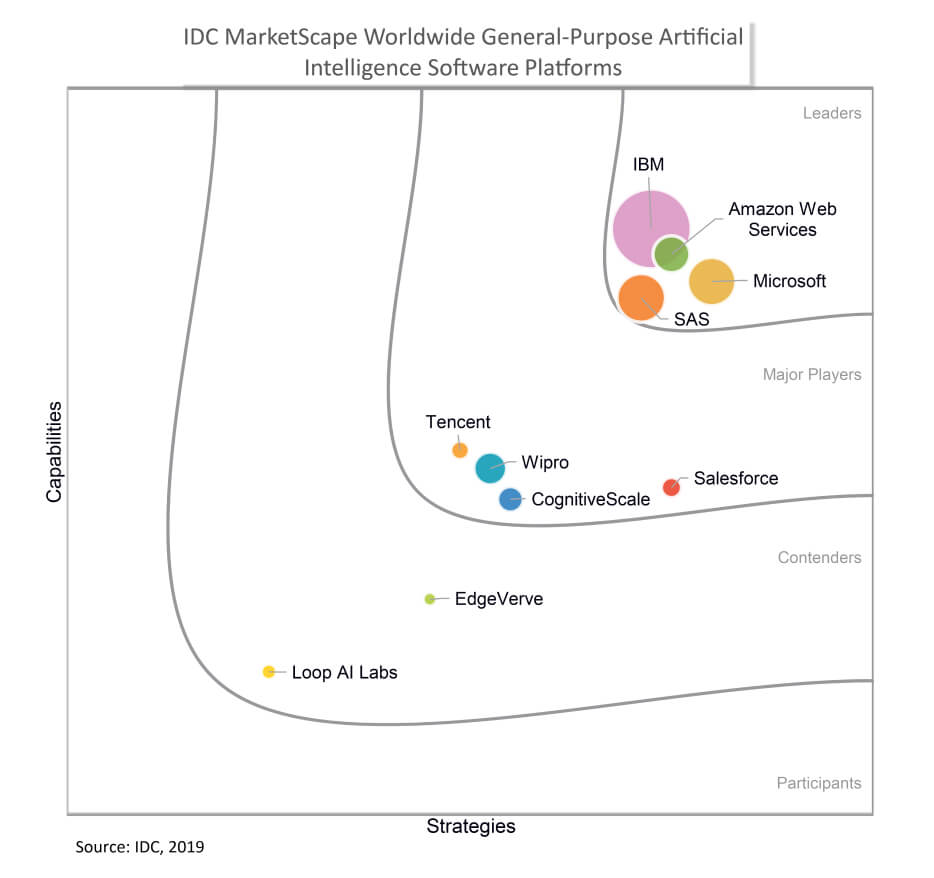 IDC MarketScape Worldwide General-Purpose Artificial
Intelligence Software Platforms
Leaders
IBM
Amazon Web
Services
Microsoft
SAS
Major Players
Tencent
Wipro
Salesforce
CognitiveScale
Capabilities
Contenders
EdgeVerve
Loop AI Labs
Participants
Strategies
Source: IDC, 2019